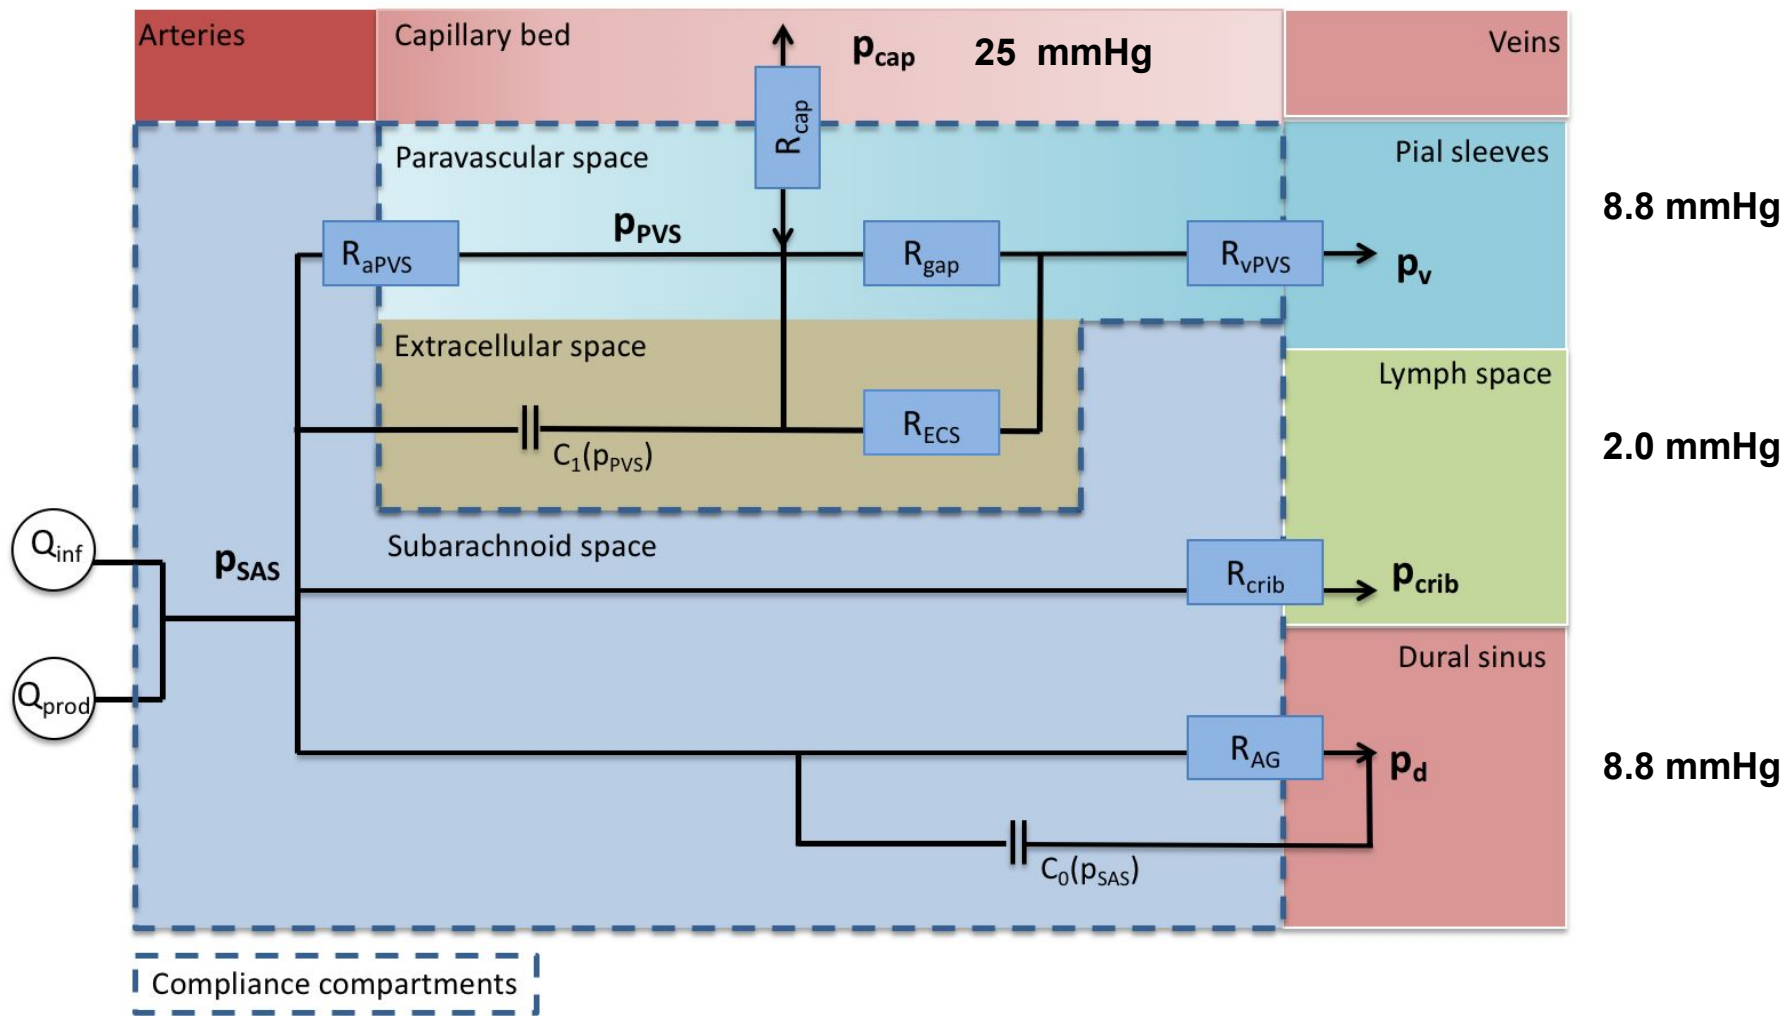 Arteries
Capillary bed
p_cap 25 mmHg
Veins
R_cap
Paravascular space
Pial sleeves
8.8 mmHg
p_PVS
R_aPVS
R_gap
R_vPVS
p_v
Extracellular space
Lymph space
R_ECS
2.0 mmHg
C_1(p_PVS)
Q_inf
p_SAS
Subarachnoid space
R_crib
p_crib
Q_prod
Dural sinus
R_AG
p_d
8.8 mmHg
C_0(p_SAS)
Compliance compartments